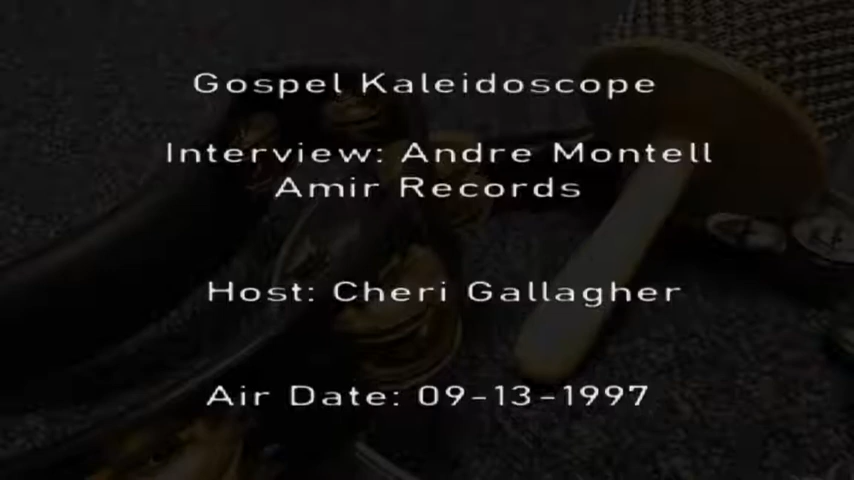 Gospel Kaleidoscope
Interview: Andre Montell
Amir Records
Host: Cheri Gallagher
Air Date: 09-13-1997